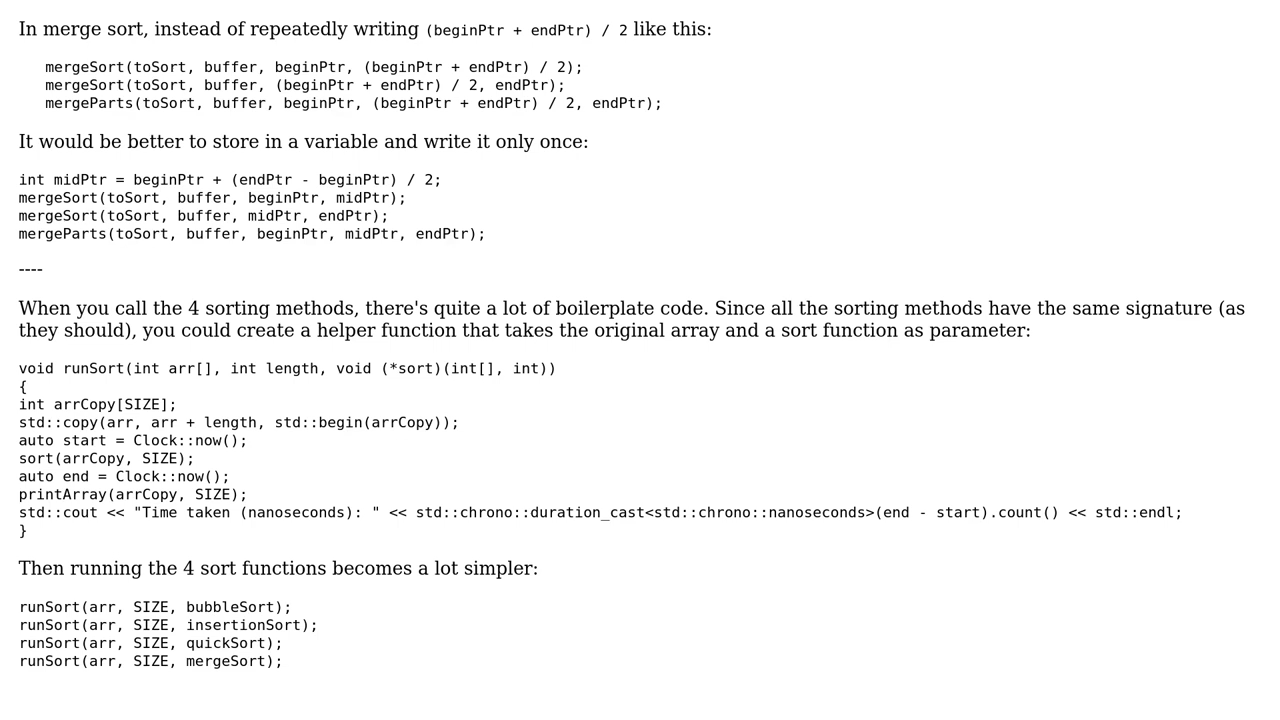 In merge sort, instead of repeatedly writing (beginPtr + endPtr) / 2 like this:
mergeSort(toSort, buffer, beginPtr, (beginPtr + endPtr) / 2);
mergeSort(toSort, buffer, (beginPtr + endPtr) / 2, endPtr);
mergeParts(toSort, buffer, beginPtr, (beginPtr + endPtr) / 2, endPtr);
It would be better to store in a variable and write it only once:
int midPtr = beginPtr + (endPtr - beginPtr) / 2;
mergeSort(toSort, buffer, beginPtr, midPtr);
mergeSort(toSort, buffer, midPtr, endPtr);
mergeParts(toSort, buffer, beginPtr, midPtr, endPtr);
----
When you call the 4 sorting methods, there's quite a lot of boilerplate code. Since all the sorting methods have the same signature (as
they should), you could create a helper function that takes the original array and a sort function as parameter:
void runSort(int arr[], int length, void (*sort)(int[], int))
{
int arrCopy[SIZE];
std::copy(arr, arr + length, std::begin(arrCopy));
auto start = Clock::now();
sort(arrCopy, SIZE);
auto end = Clock::now();
printArray(arrCopy, SIZE);
std::cout << "Time taken (nanoseconds): " << std::chrono::duration_cast<std::chrono::nanoseconds>(end - start).count() << std::endl;
}
Then running the 4 sort functions becomes a lot simpler:
runSort(arr, SIZE, bubbleSort);
runSort(arr, SIZE, insertionSort);
runSort(arr, SIZE, quickSort);
runSort(arr, SIZE, mergeSort);